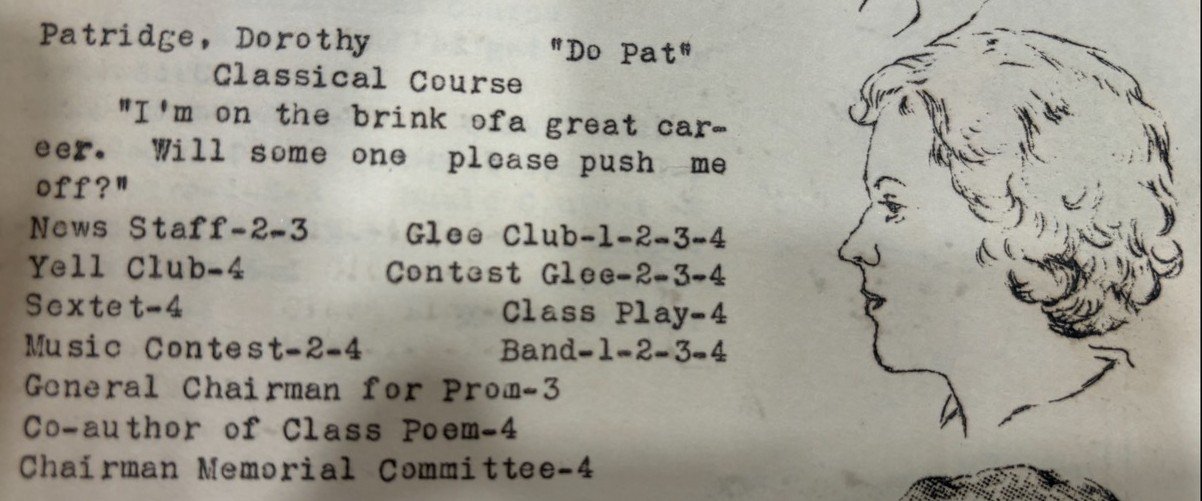 Patridge, Dorothy "Do Pat"
Classical Course
"I'm on the brink ofa great car-
eer. Will some one please push me
off?"
News Staff-2-3 Glee Club-1-2-3-4
Yell Club-4 Contest Glee-2-3-4
Sextet-4 Class Play-4
Music Contest-2-4 Band-1-2-3-4
General Chairman for Prom-3
Co-author of Class Poem-4
Chairman Memorial Committee-4